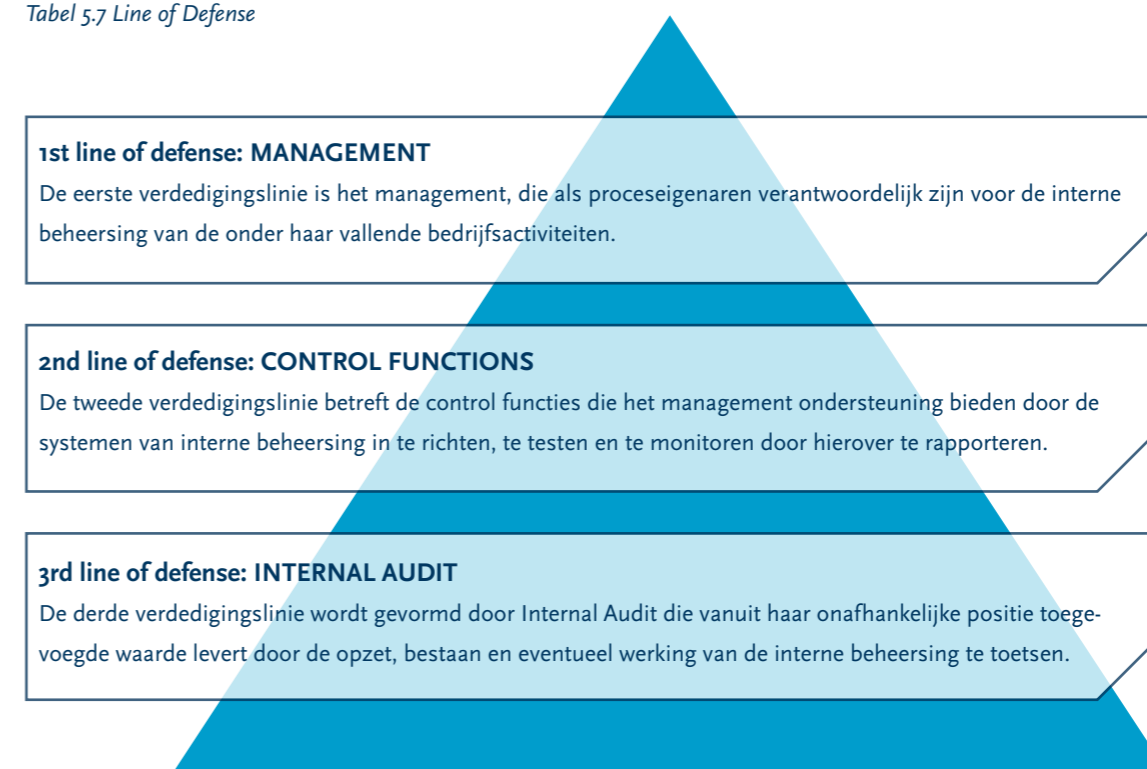 Tabel 5.7 Line of Defense
1st line of defense: MANAGEMENT
De eerste verdedigingslinie is het management, die als proceseigenaren verantwoordelijk zijn voor de interne
beheersing van de onder haar vallende bedrijfsactiviteiten.
2nd line of defense: CONTROL FUNCTIONS
De tweede verdedigingslinie betreft de control functies die het management ondersteuning bieden door de
systemen van interne beheersing in te richten, te testen en te monitoren door hierover te rapporteren.
3rd line of defense: INTERNAL AUDIT
De derde verdedigingslinie wordt gevormd door Internal Audit die vanuit haar onafhankelijke positie toege-
voegde waarde levert door de opzet, bestaan en eventueel werking van de interne beheersing te toetsen.